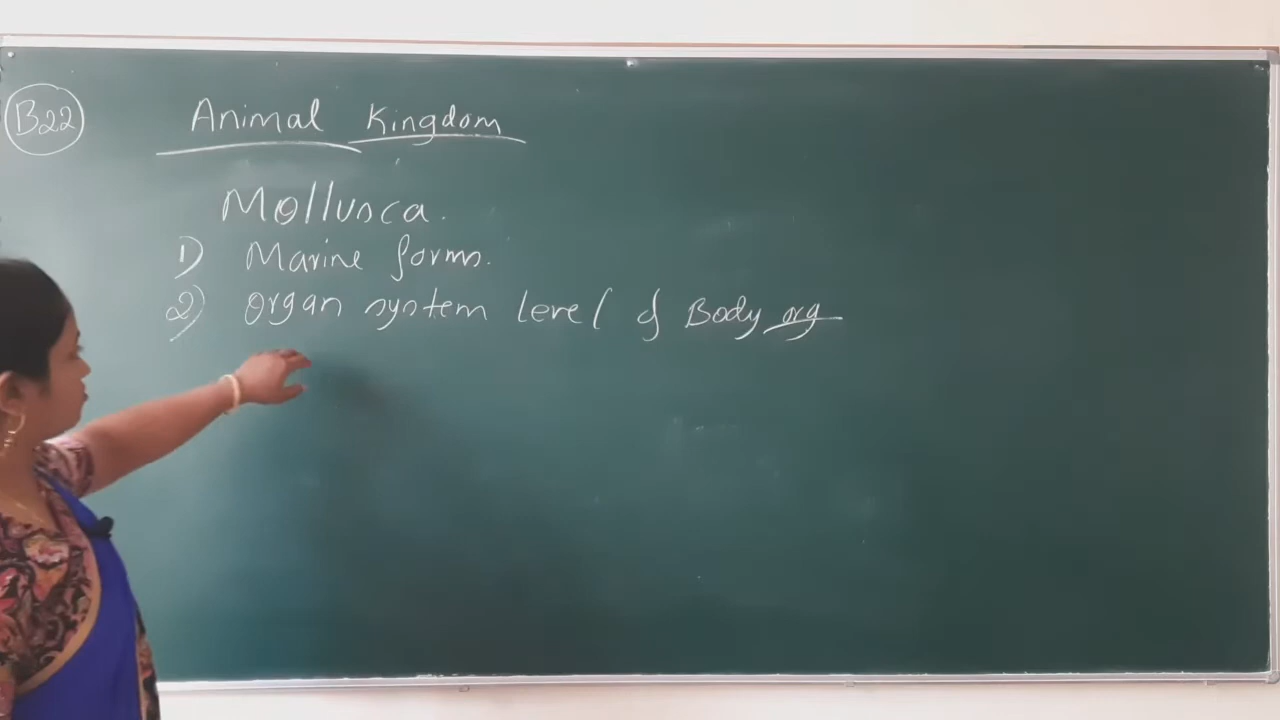 B22
Animal Kingdom
Mollusca.
1) Marine forms.
2) Organ system level of Body org